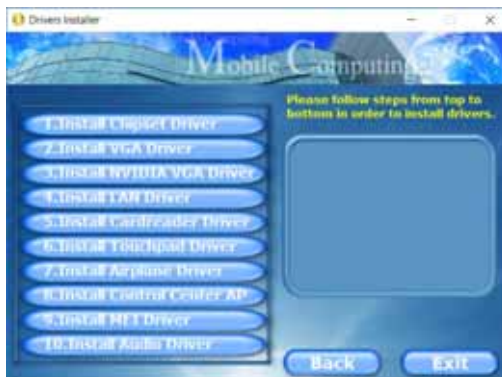 Drivers Installer
Mobile Computing
Please follow steps from top to
bottom in order to install drivers.
1.Install Chipset Driver
2.Install VGA Driver
3.Install NVIDIA VGA Driver
4.Install LAN Driver
5.Install Cardreader Driver
6.Install Touchpad Driver
7.Install Airplane Driver
8.Install Control Center AP
9.Install MEI Driver
10.Install Audio Driver
Back
Exit